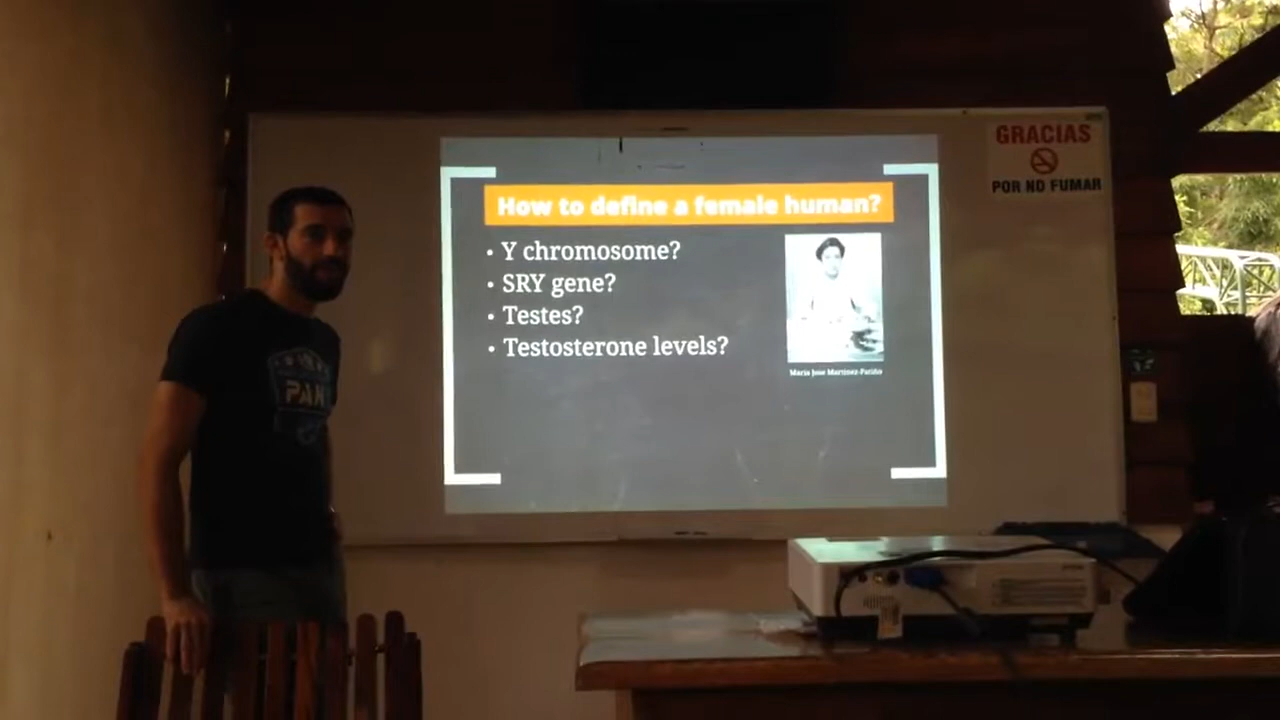 How to define a female human?
• Y chromosome?
• SRY gene?
• Testes?
• Testosterone levels?
Maria Jose Martinez-Patiño
GRACIAS
POR NO FUMAR
PAN